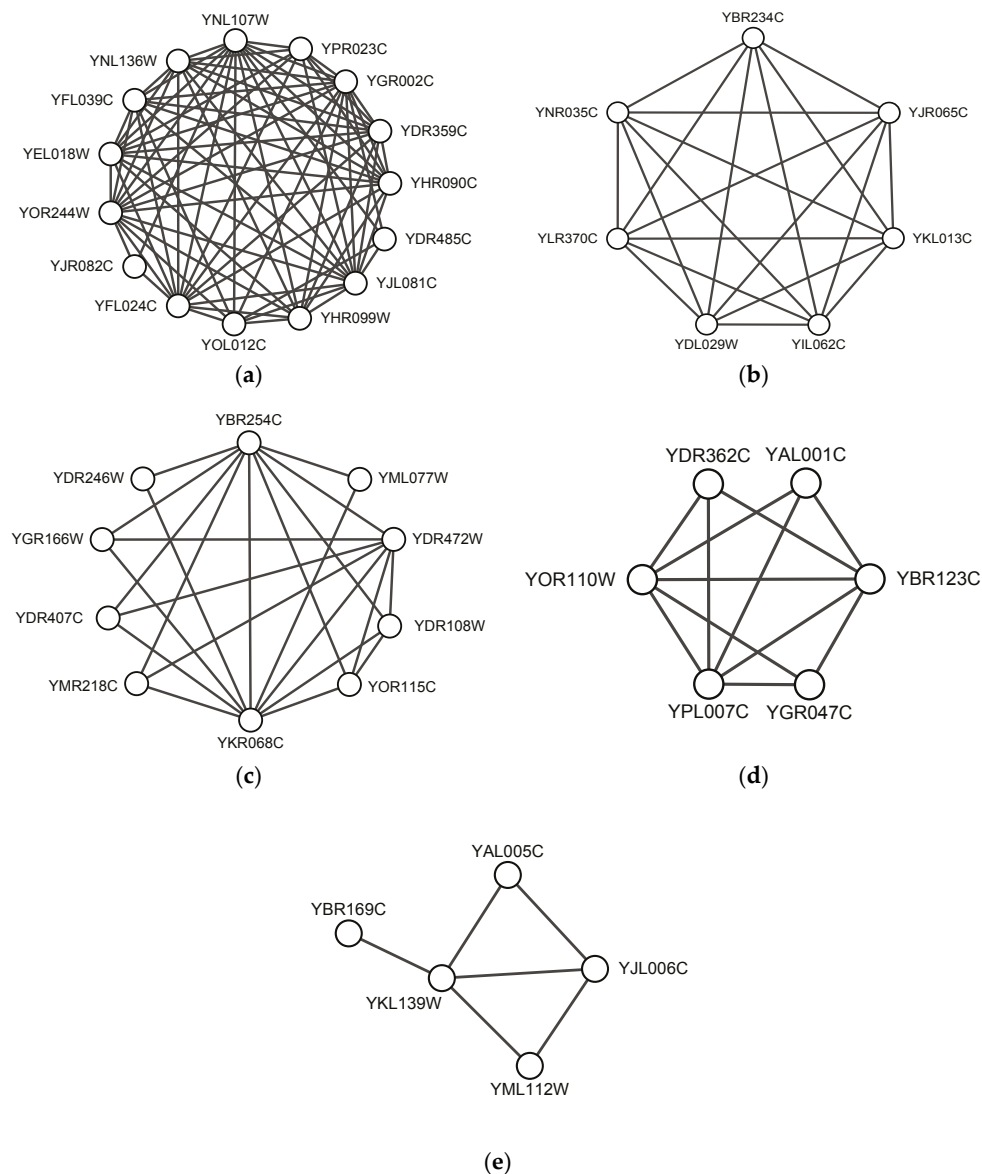 YNL107W
YPR023C
YNL136W
YGR002C
YFL039C
YDR359C
YEL018W
YHR090C
YOR244W
YDR485C
YJR082C
YJL081C
YFL024C
YHR099W
YOL012C
(a)
YBR234C
YNR035C
YJR065C
YLR370C
YKL013C
YDL029W
YIL062C
(b)
YBR254C
YDR246W
YML077W
YGR166W
YDR472W
YDR407C
YDR108W
YMR218C
YOR115C
YKR068C
(c)
YDR362C
YAL001C
YOR110W
YBR123C
YPL007C
YGR047C
(d)
YAL005C
YBR169C
YJL006C
YKL139W
YML112W
(e)